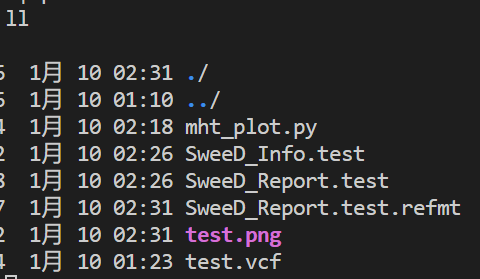 ll
5 1月 10 02:31 ./
5 1月 10 01:10 ../
4 1月 10 02:18 mht_plot.py
2 1月 10 02:26 SweeD_Info.test
3 1月 10 02:26 SweeD_Report.test
7 1月 10 02:31 SweeD_Report.test.refmt
2 1月 10 02:31 test.png
4 1月 10 01:23 test.vcf